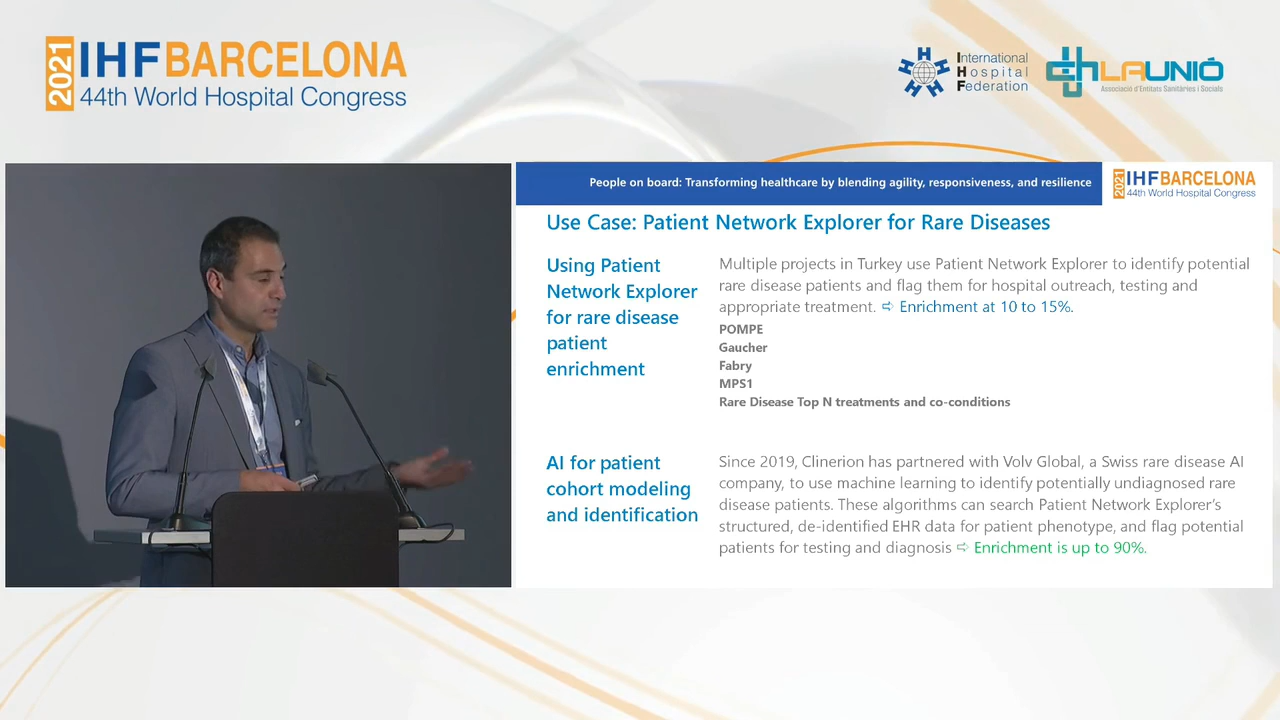 2021
IHF BARCELONA
44th World Hospital Congress
International
Hospital
Federation
LAUNIÓ
Associació d'Entitats Sanitàries i Socials
People on board: Transforming healthcare by blending agility, responsiveness, and resilience
2021
IHF BARCELONA
44th World Hospital Congress
Use Case: Patient Network Explorer for Rare Diseases
Using Patient
Network Explorer
for rare disease
patient
enrichment
Multiple projects in Turkey use Patient Network Explorer to identify potential
rare disease patients and flag them for hospital outreach, testing and
appropriate treatment. ⇨ Enrichment at 10 to 15%.
POMPE
Gaucher
Fabry
MPS1
Rare Disease Top N treatments and co-conditions
AI for patient
cohort modeling
and identification
Since 2019, Clinerion has partnered with Volv Global, a Swiss rare disease AI
company, to use machine learning to identify potentially undiagnosed rare
disease patients. These algorithms can search Patient Network Explorer's
structured, de-identified EHR data for patient phenotype, and flag potential
patients for testing and diagnosis ⇨ Enrichment is up to 90%.